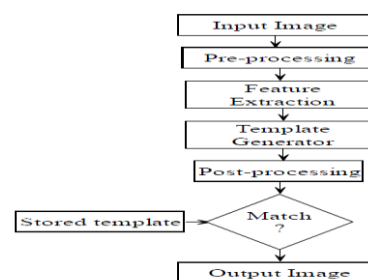 Input Image
Pre-processing
Feature
Extraction
Template
Generator
Post-processing
Match
?
Stored template
Output Image